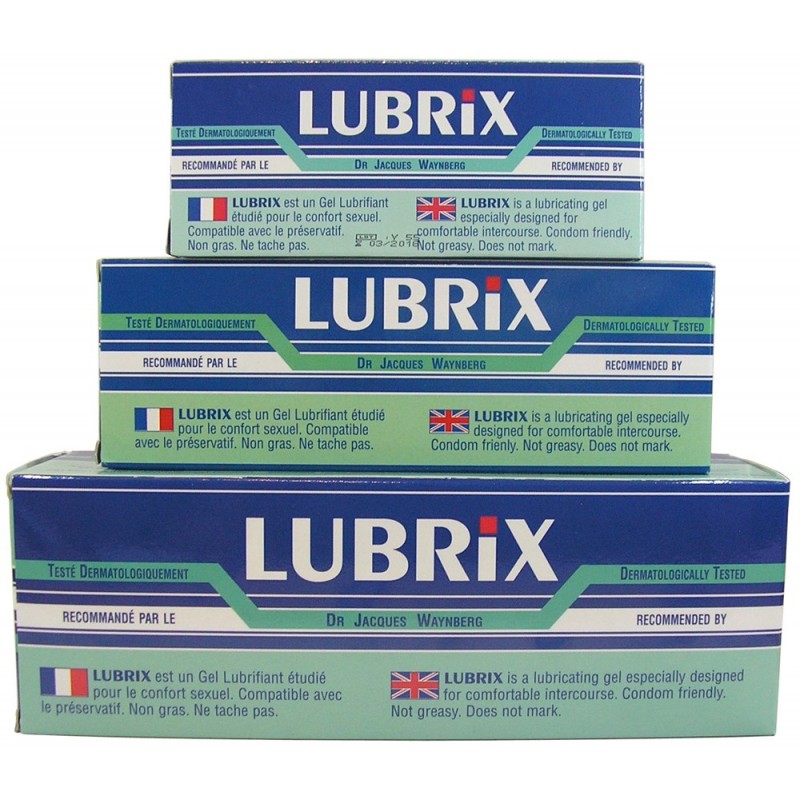 LUBRiX
TESTÉ DERMATOLOGIQUEMENT
DERMATOLOGICALLY TESTED
RECOMMANDÉ PAR LE DR JACQUES WAYNBERG RECOMMENDED BY
LUBRIX est un Gel Lubrifiant
étudié pour le confort sexuel.
Compatible avec le préservatif.
Non gras. Ne tache pas.
03/2018
LUBRIX is a lubricating gel
especially designed for
comfortable intercourse. Condom friendly.
Not greasy. Does not mark.
LUBRiX
TESTÉ DERMATOLOGIQUEMENT
DERMATOLOGICALLY TESTED
RECOMMANDÉ PAR LE DR JACQUES WAYNBERG RECOMMENDED BY
LUBRIX est un Gel Lubrifiant étudié
pour le confort sexuel. Compatible
avec le préservatif. Non gras. Ne tache pas.
LUBRIX is a lubricating gel especially
designed for comfortable intercourse.
Condom frienly. Not greasy. Does not mark.
LUBRiX
TESTÉ DERMATOLOGIQUEMENT
DERMATOLOGICALLY TESTED
RECOMMANDÉ PAR LE DR JACQUES WAYNBERG RECOMMENDED BY
LUBRIX est un Gel Lubrifiant étudié
pour le confort sexuel. Compatible avec
le préservatif. Non gras. Ne tache pas.
LUBRIX is a lubricating gel especially designed
for comfortable intercourse. Condom friendly.
Not greasy. Does not mark.